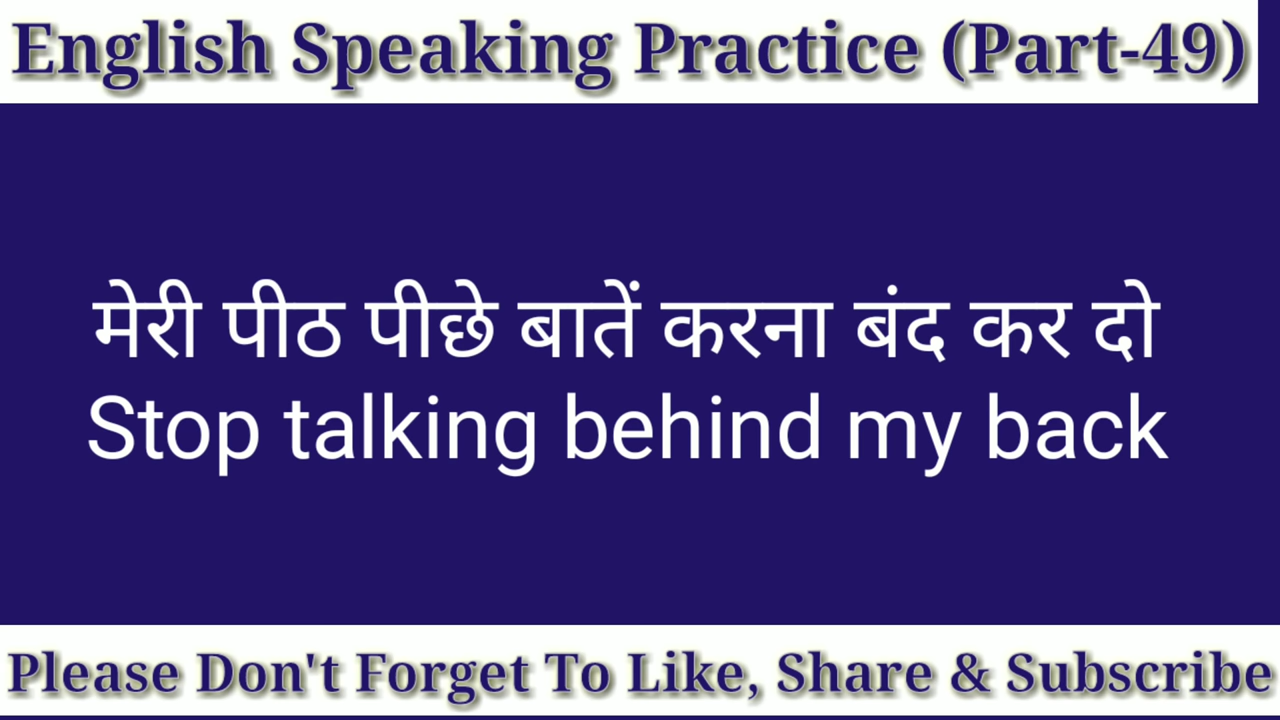 English Speaking Practice (Part-49)
मेरी पीठ पीछे बातें करना बंद कर दो
Stop talking behind my back
Please Don't Forget To Like, Share & Subscribe